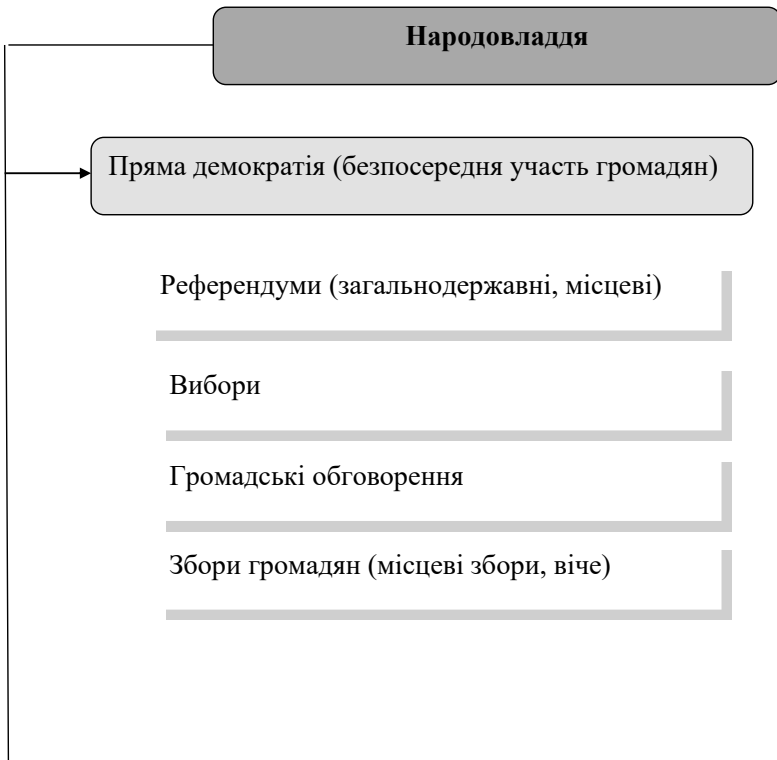 Народовладдя
Пряма демократія (безпосередня участь громадян)
Референдуми (загальнодержавні, місцеві)
Вибори
Громадські обговорення
Збори громадян (місцеві збори, віче)